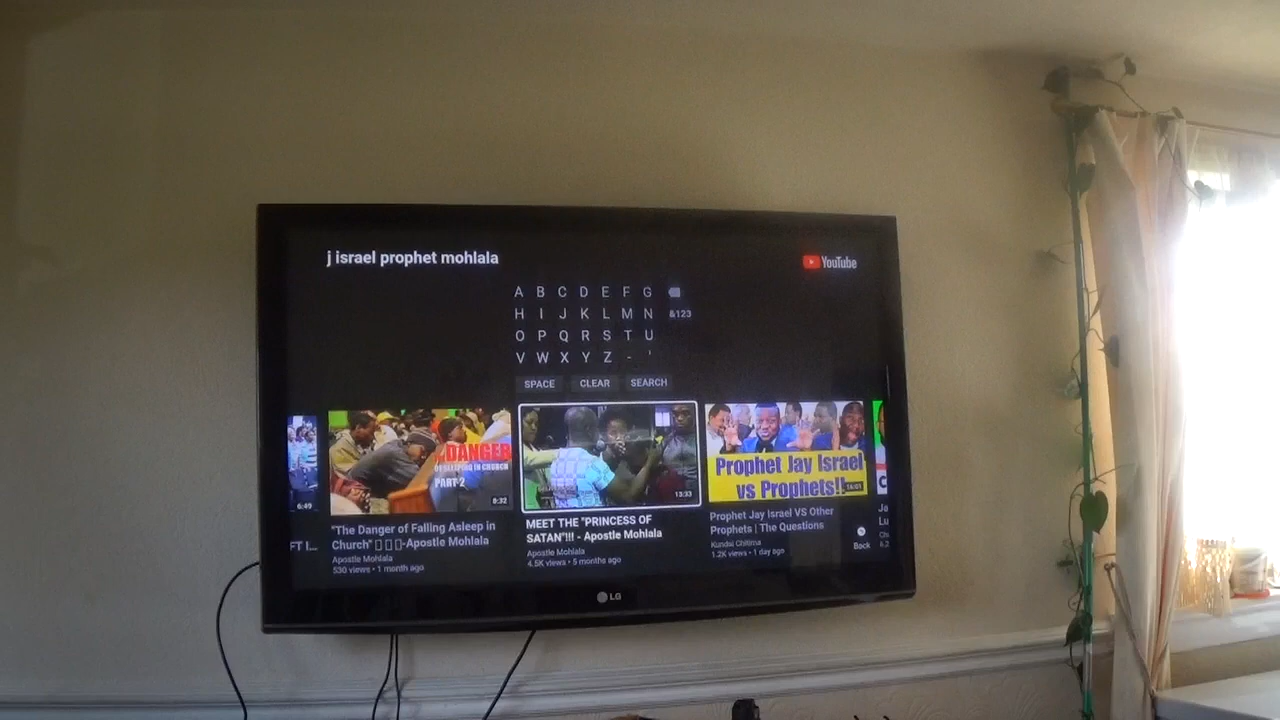 j israel prophet mohlala
YouTube
A B C D E F G
H I J K L M N &123
O P Q R S T U
V W X Y Z - '
SPACE CLEAR SEARCH
6:49
DANGER
OF SLEEPING IN CHURCH
PART-2
8:32
13:33
Prophet Jay Israel
vs Prophets!!
FT I...
"The Danger of Falling Asleep in
Church" -Apostle Mohlala
Apostle Mohlala
530 views • 1 month ago
MEET THE "PRINCESS OF
SATAN"!!! - Apostle Mohlala
Apostle Mohlala
4.5K views • 5 months ago
Prophet Jay Israel VS Other
Prophets | The Questions
Kundai Chitima
1.2K views • 1 day ago
Back
Ja
Lu
LG